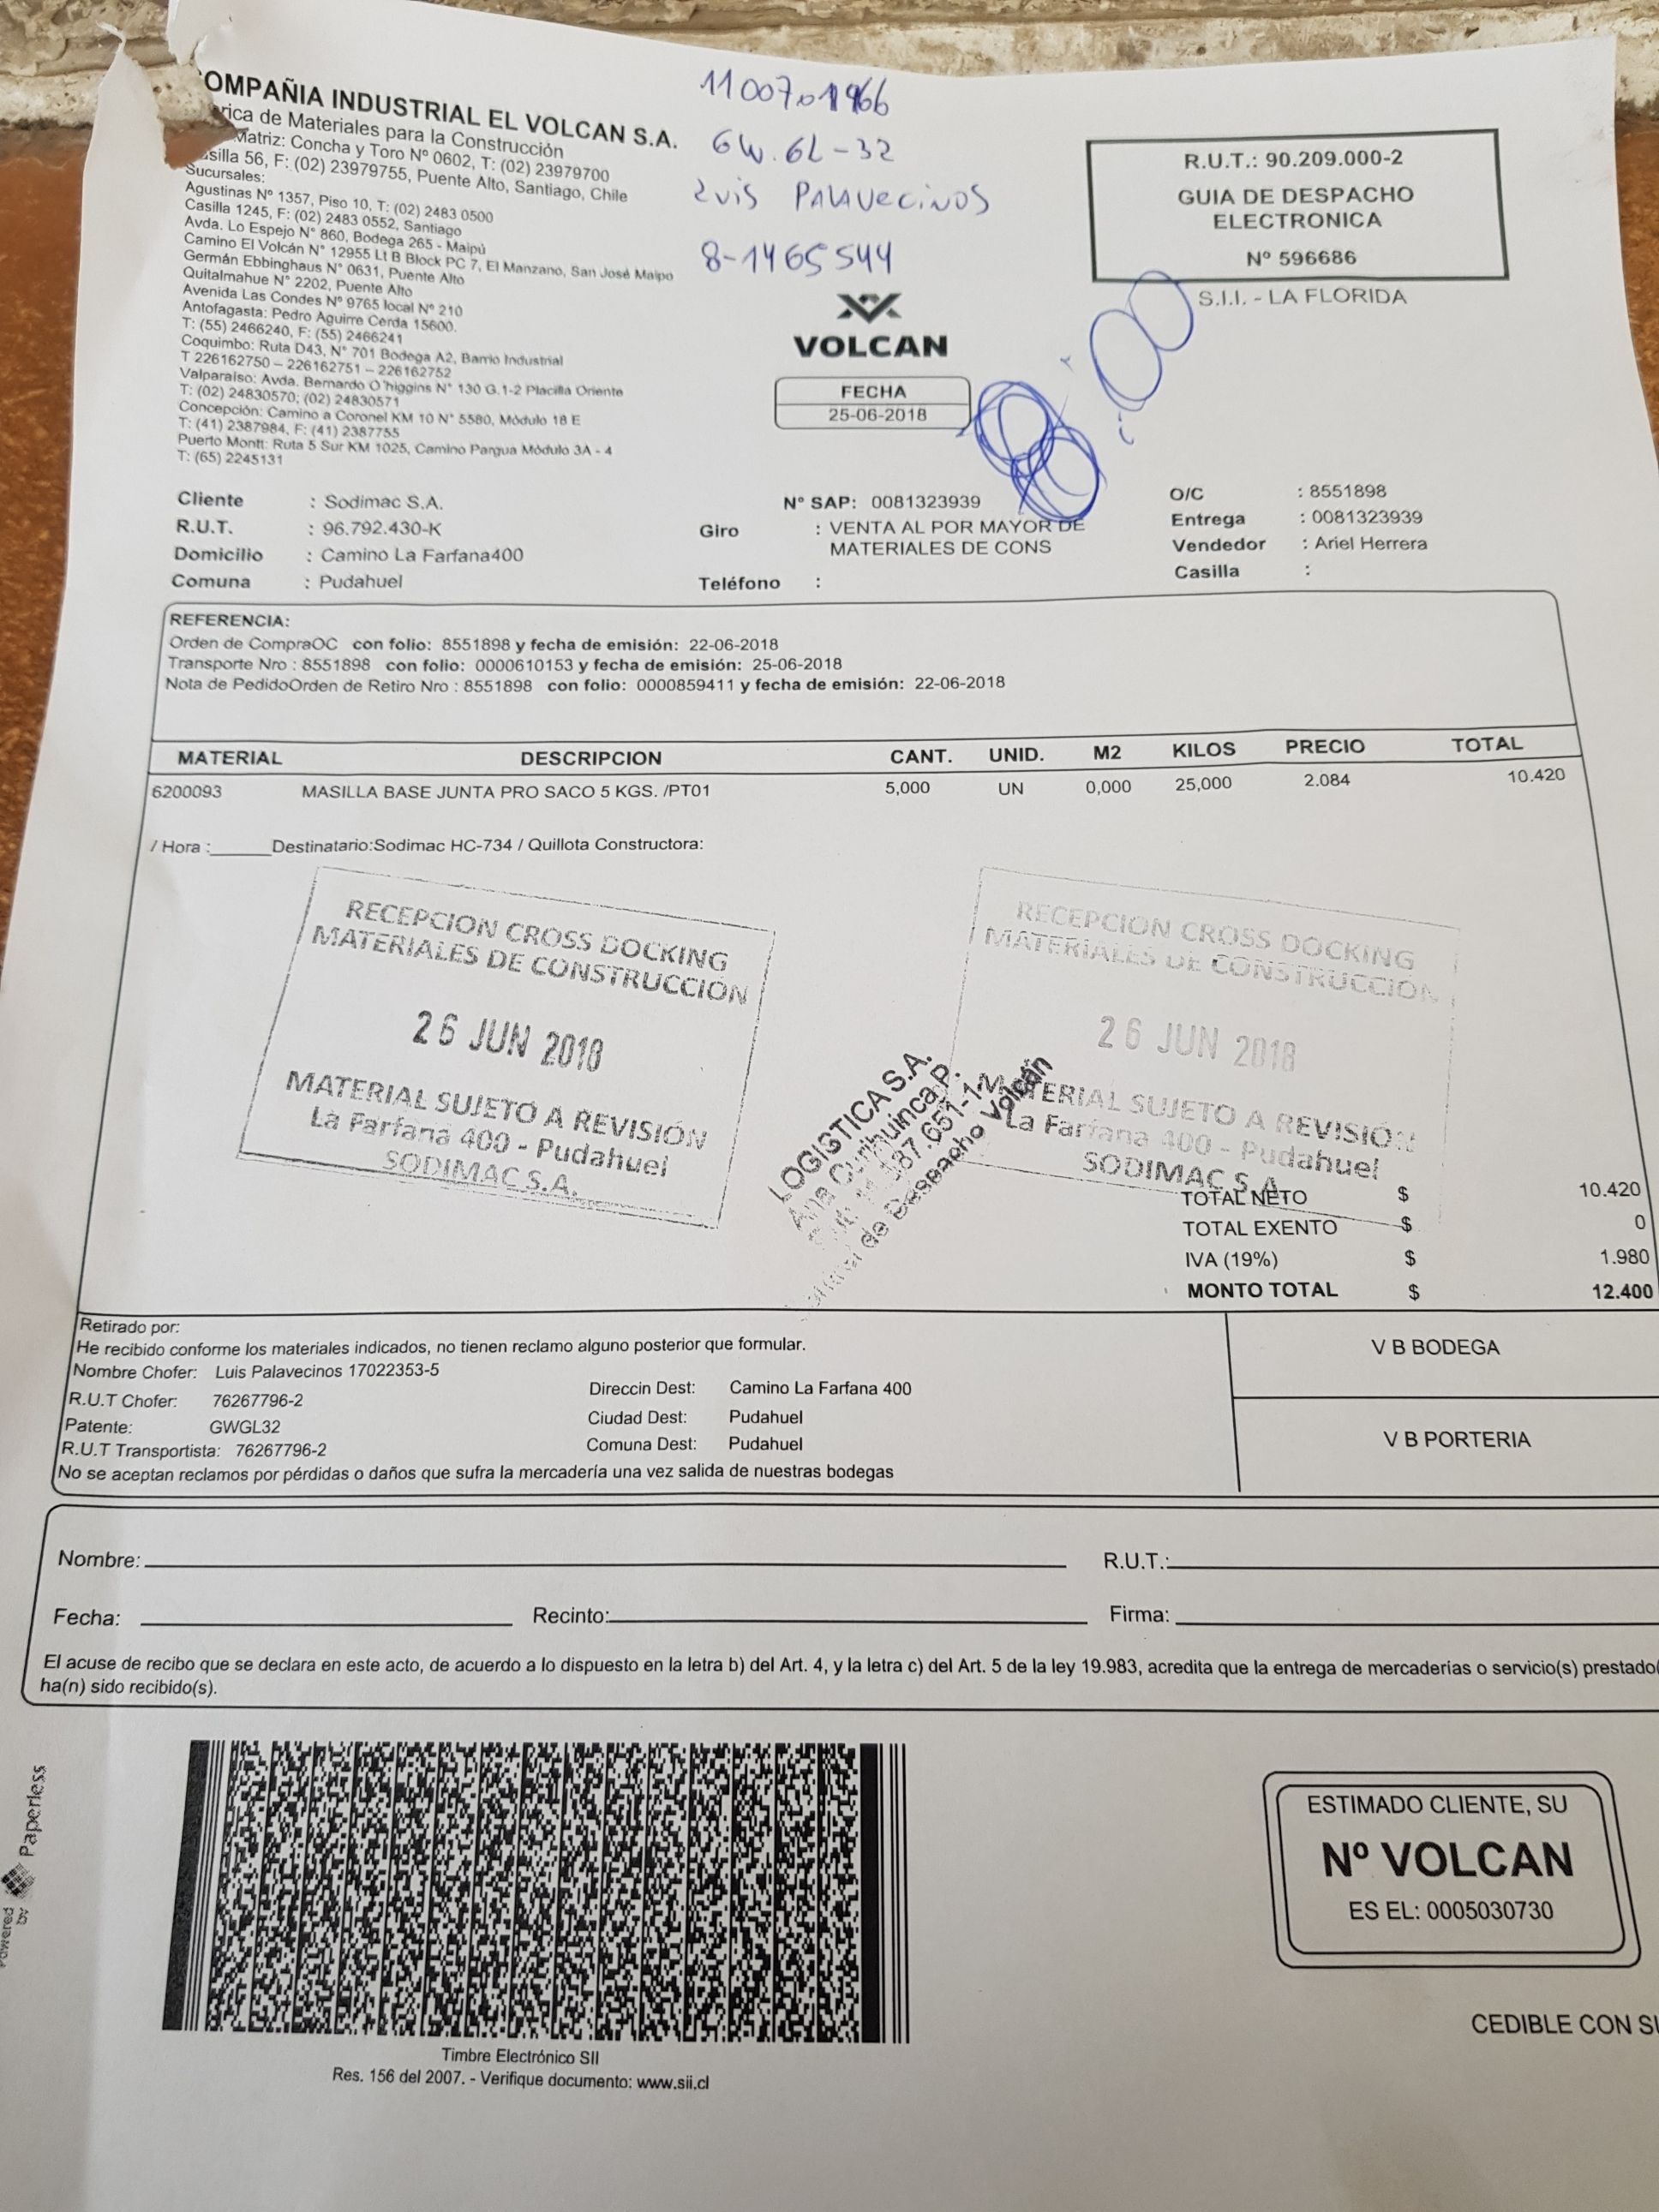 OMPAÑIA INDUSTRIAL EL VOLCAN S.A.
rica de Materiales para la Construcción
Matriz: Concha y Toro Nº 0602, T: (02) 23979700
silla 56, F: (02) 23979755, Puente Alto, Santiago, Chile
Sucursales:
Agustinas Nº 1357, Piso 10, T: (02) 2483 0500
Casilla 1245, F: (02) 2483 0552, Santiago
Avda. Lo Espejo N° 860, Bodega 265 - Maipú
Camino El Volcán N° 12955 Lt B Block PC 7, El Manzano, San José Maipo
Germán Ebbinghaus N° 0631, Puente Alto
Quitalmahue N° 2202, Puente Alto
Avenida Las Condes Nº 9765 local Nº 210
Antofagasta: Pedro Aguirre Cerda 15600.
T: (55) 2466240, F: (55) 2466241
Coquimbo: Ruta D43, N° 701 Bodega A2, Barrio Industrial
T 226162750 – 226162751 – 226162752
Valparaíso: Avda. Bernardo O'higgins N° 130 G.1-2 Placilla Oriente
T: (02) 24830570; (02) 24830571
Concepción: Camino a Coronel KM 10 N° 5580, Módulo 18 E
T: (41) 2387984, F: (41) 2387755
Puerto Montt: Ruta 5 Sur KM 1025, Camino Pargua Módulo 3A - 4
T: (65) 2245131
GW.GL-32
Luis PALAVECINOS
8-1465544
VOLCAN
FECHA
25-06-2018
R.U.T.: 90.209.000-2
GUIA DE DESPACHO
ELECTRONICA
Nº 596686
S.I.I. - LA FLORIDA
8:00
Cliente : Sodimac S.A. Nº SAP: 0081323939 O/C : 8551898
R.U.T. : 96.792.430-K Giro : VENTA AL POR MAYOR DE Entrega : 0081323939
Domicilio : Camino La Farfana400 MATERIALES DE CONS Vendedor : Ariel Herrera
Comuna : Pudahuel Teléfono : Casilla :
REFERENCIA:
Orden de CompraOC con folio: 8551898 y fecha de emisión: 22-06-2018
Transporte Nro : 8551898 con folio: 0000610153 y fecha de emisión: 25-06-2018
Nota de PedidoOrden de Retiro Nro : 8551898 con folio: 0000859411 y fecha de emisión: 22-06-2018
MATERIAL DESCRIPCION CANT. UNID. M2 KILOS PRECIO TOTAL
6200093 MASILLA BASE JUNTA PRO SACO 5 KGS. /PT01 5,000 UN 0,000 25,000 2.084 10.420
/ Hora :______Destinatario:Sodimac HC-734 / Quillota Constructora:
RECEPCION CROSS DOCKING
MATERIALES DE CONSTRUCCIÓN
26 JUN 2018
MATERIAL SUJETO A REVISIÓN
La Farfana 400 - Pudahuel
SODIMAC S.A.
LOGISTICA S.A.
Ana Curihuinca P.
87.651-1
de Despacho Volcán
RECEPCION CROSS DOCKING
MATERIALES DE CONSTRUCCIÓN
26 JUN 2018
MATERIAL SUJETO A REVISIÓN
La Farfana 400 - Pudahuel
SODIMAC S.A.
TOTAL NETO $ 10.420
TOTAL EXENTO $ 0
IVA (19%) $ 1.980
MONTO TOTAL $ 12.400
Retirado por:
He recibido conforme los materiales indicados, no tienen reclamo alguno posterior que formular.
Nombre Chofer: Luis Palavecinos 17022353-5
R.U.T Chofer: 76267796-2 Direccin Dest: Camino La Farfana 400
Patente: GWGL32 Ciudad Dest: Pudahuel
R.U.T Transportista: 76267796-2 Comuna Dest: Pudahuel
No se aceptan reclamos por pérdidas o daños que sufra la mercadería una vez salida de nuestras bodegas
V B BODEGA
V B PORTERIA
Nombre: R.U.T.:
Fecha: Recinto: Firma:
El acuse de recibo que se declara en este acto, de acuerdo a lo dispuesto en la letra b) del Art. 4, y la letra c) del Art. 5 de la ley 19.983, acredita que la entrega de mercaderías o servicio(s) prestado(
ha(n) sido recibido(s).
Powered by Paperless
Timbre Electrónico SII
Res. 156 del 2007. - Verifique documento: www.sii.cl
ESTIMADO CLIENTE, SU
Nº VOLCAN
ES EL: 0005030730
CEDIBLE CON SU